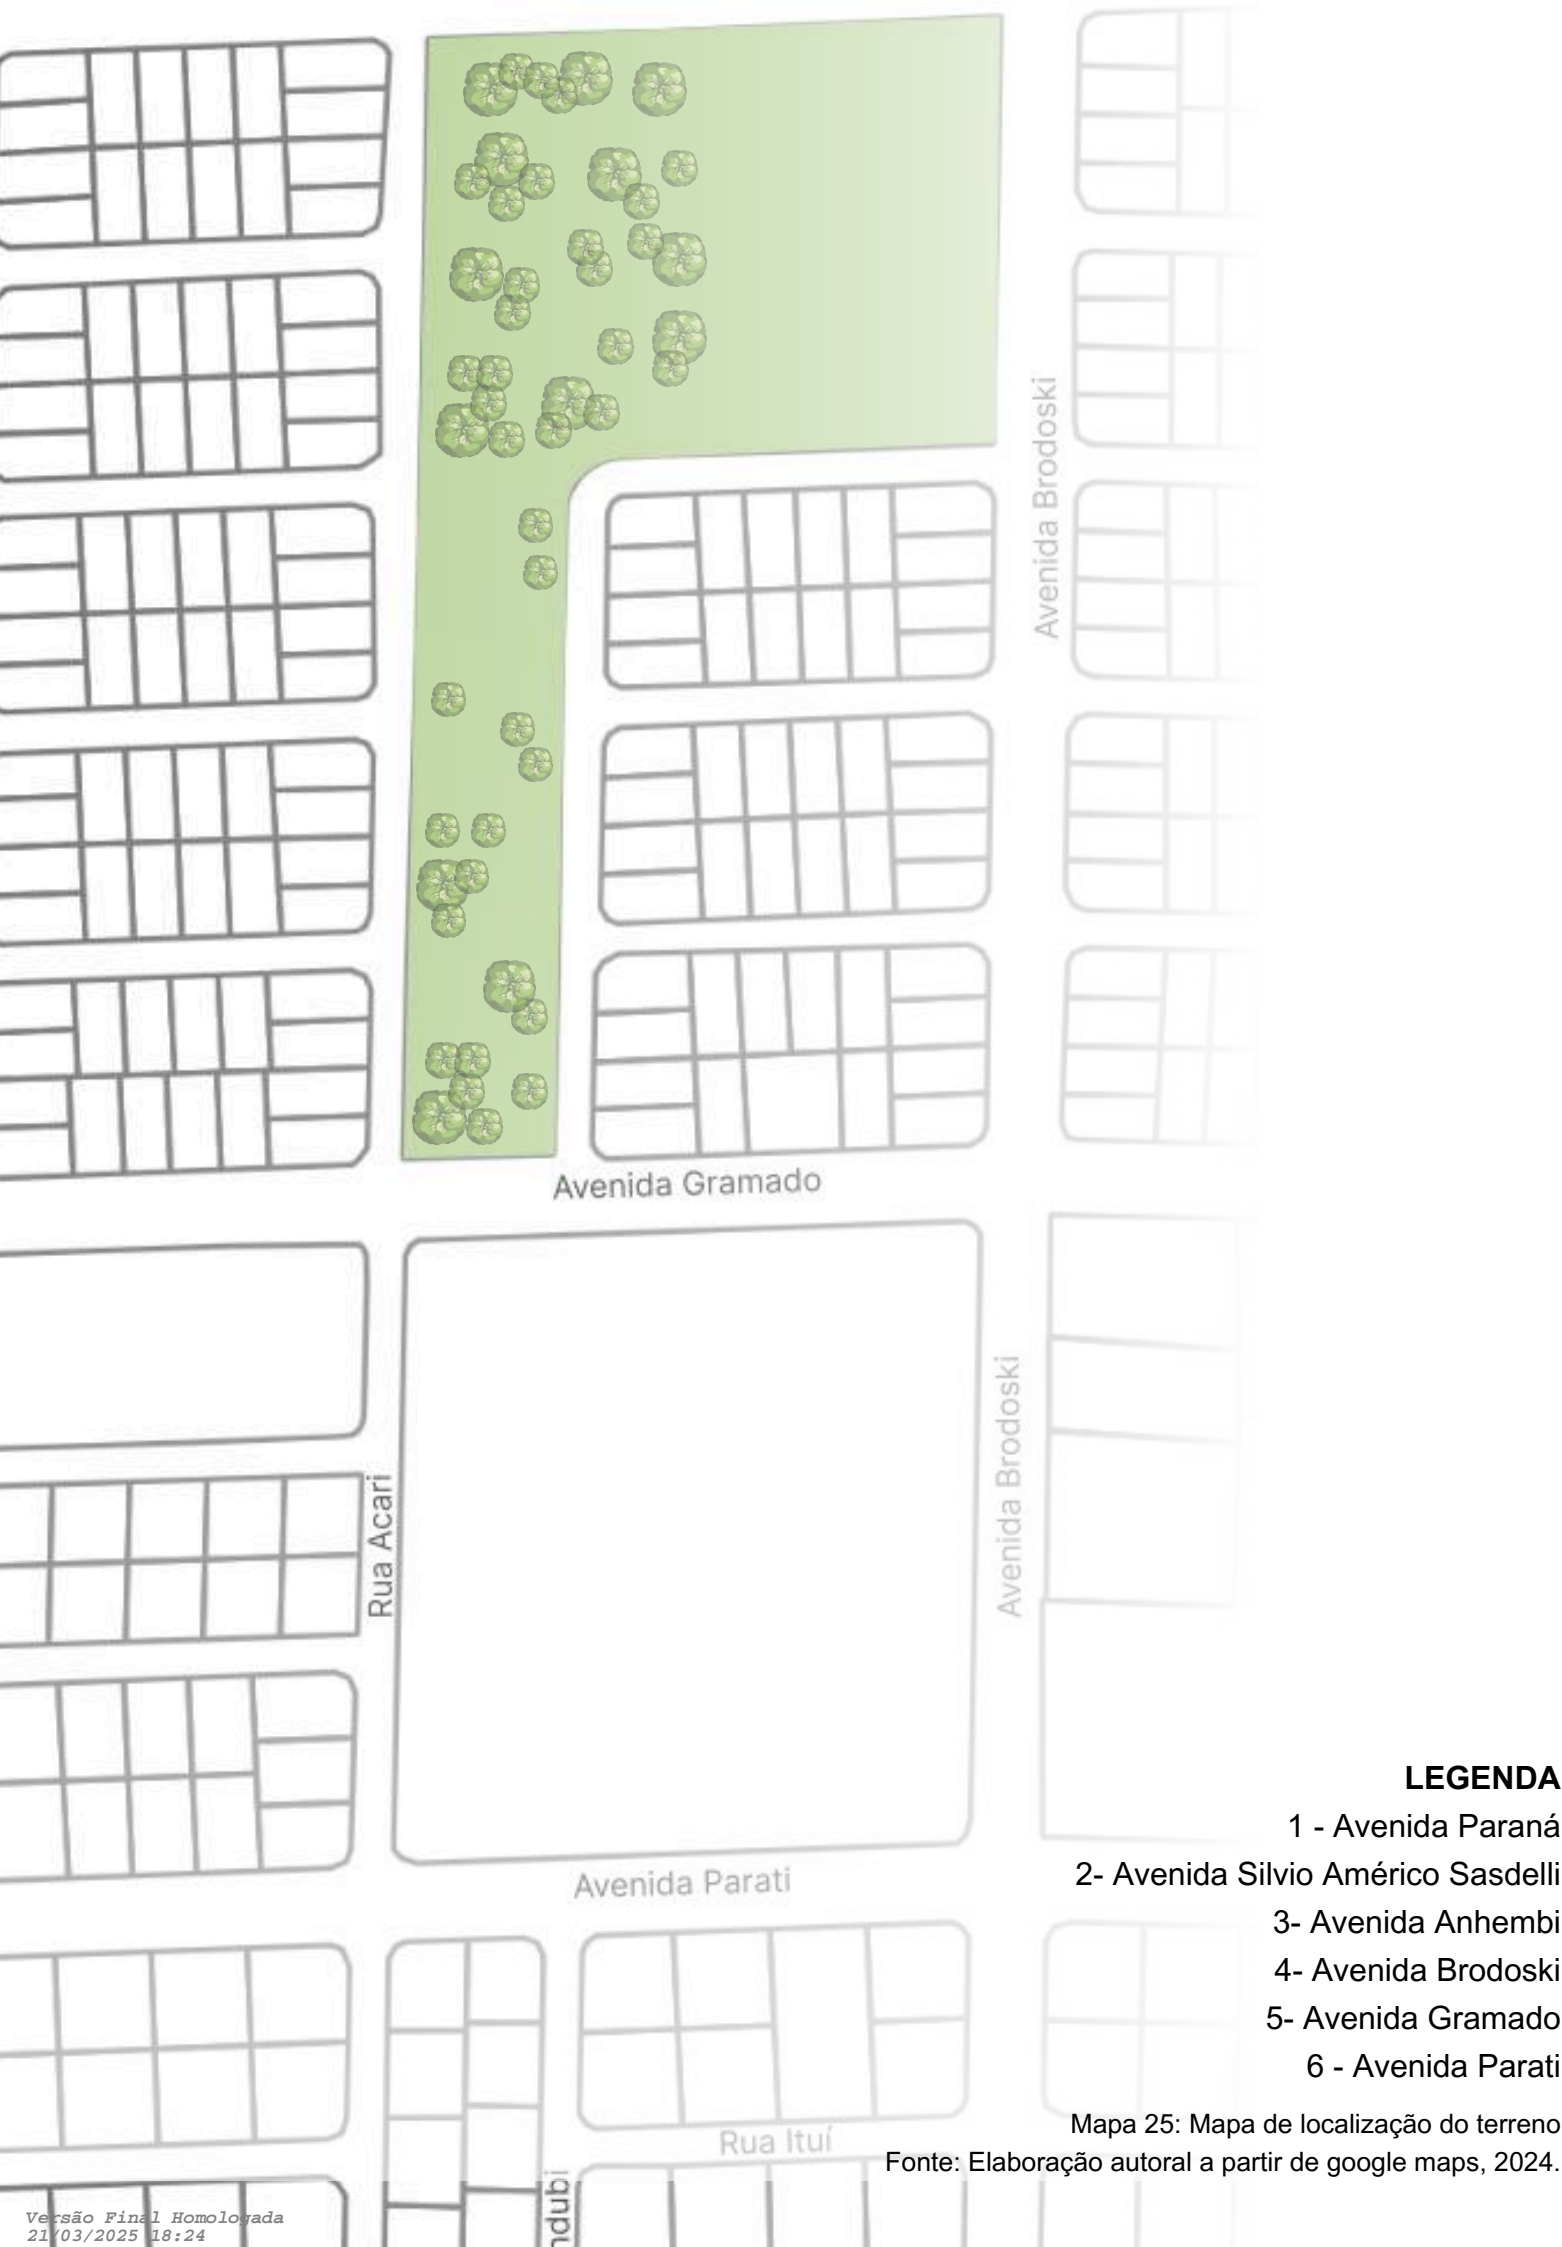 Avenida Brodoski
Avenida Gramado
Avenida Brodoski
Rua Acari
LEGENDA
1 - Avenida Paraná
2- Avenida Silvio Américo Sasdelli
3- Avenida Anhembi
4- Avenida Brodoski
5- Avenida Gramado
6 - Avenida Parati
Avenida Parati
Mapa 25: Mapa de localização do terreno
Rua Ituí
Fonte: Elaboração autoral a partir de google maps, 2024.
ndubi
Versão Final Homologada
21/03/2025 18:24